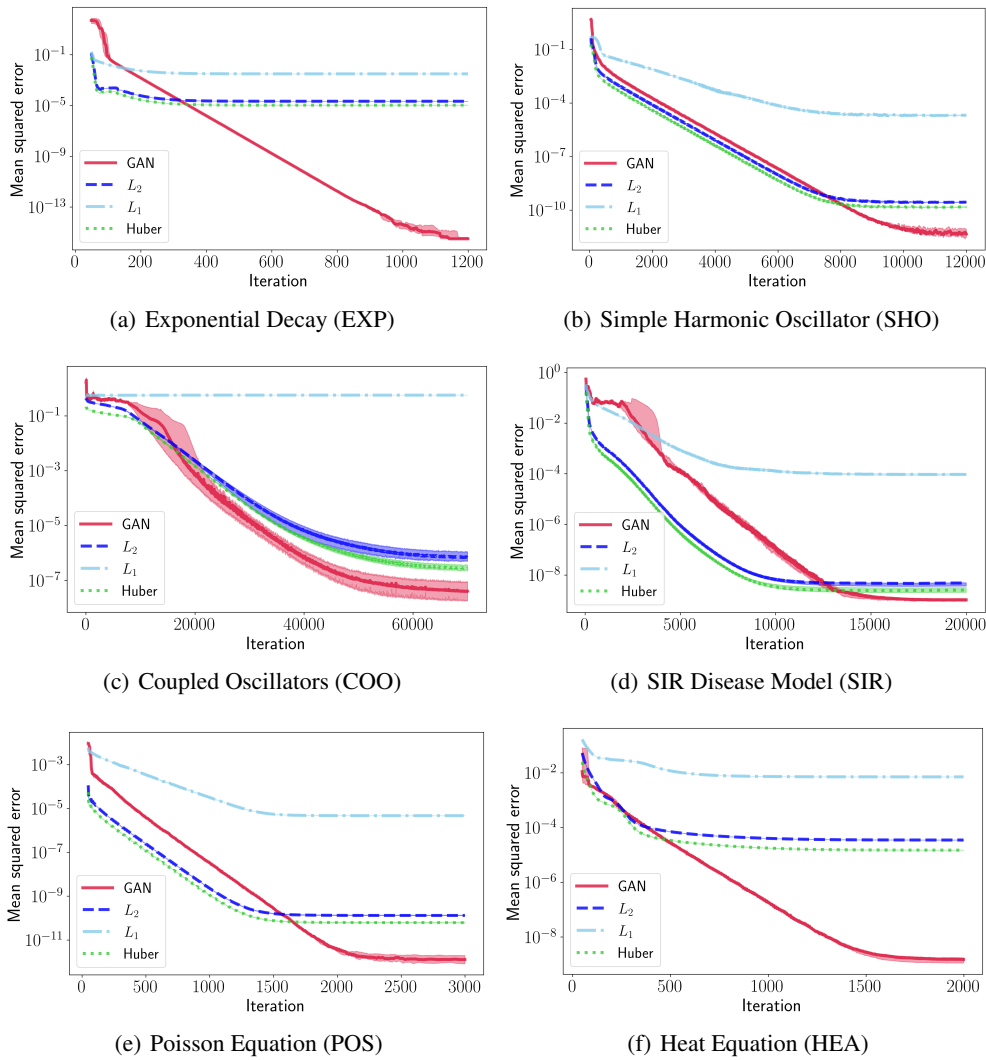 Mean squared error
10^{-1}
10^{-5}
10^{-9}
10^{-13}
GAN
L_2
L_1
Huber
200 400 600 800 1000 1200
Iteration
(a) Exponential Decay (EXP)
Mean squared error
10^{-1}
10^{-4}
10^{-7}
10^{-10}
GAN
L_2
L_1
Huber
0 2000 4000 6000 8000 10000 12000
Iteration
(b) Simple Harmonic Oscillator (SHO)
Mean squared error
10^{-1}
10^{-3}
10^{-5}
10^{-7}
GAN
L_2
L_1
Huber
0 20000 40000 60000
Iteration
(c) Coupled Oscillators (COO)
Mean squared error
10^{0}
10^{-2}
10^{-4}
10^{-6}
10^{-8}
GAN
L_2
L_1
Huber
0 5000 10000 15000 20000
Iteration
(d) SIR Disease Model (SIR)
Mean squared error
10^{-3}
10^{-5}
10^{-7}
10^{-9}
10^{-11}
GAN
L_2
L_1
Huber
0 500 1000 1500 2000 2500 3000
Iteration
(e) Poisson Equation (POS)
Mean squared error
10^{-2}
10^{-4}
10^{-6}
10^{-8}
GAN
L_2
L_1
Huber
0 500 1000 1500 2000
Iteration
(f) Heat Equation (HEA)